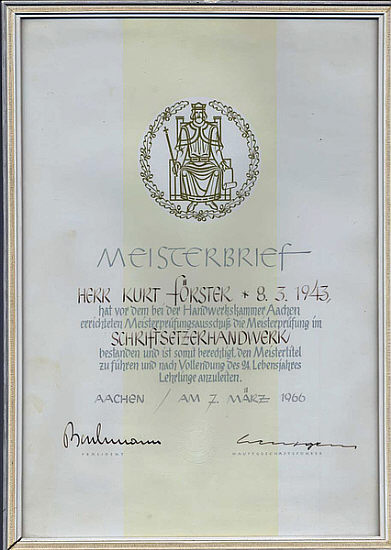 MEISTERBRIEF
HERR KURT FÖRSTER * 8. 3. 1943,
hat vor dem bei der Handwerkskammer Aachen
errichteten Meisterprüfungsausschuß die Meisterprüfung im
SCHRIFTSETZERHANDWERK
bestanden und ist somit berechtigt, den Meistertitel
zu führen und nach Vollendung des 24. Lebensjahres
Lehrlinge anzuleiten.
AACHEN / AM 7. MÄRZ 1966
PRÄSIDENT HAUPTGESCHÄFTSFÜHRER